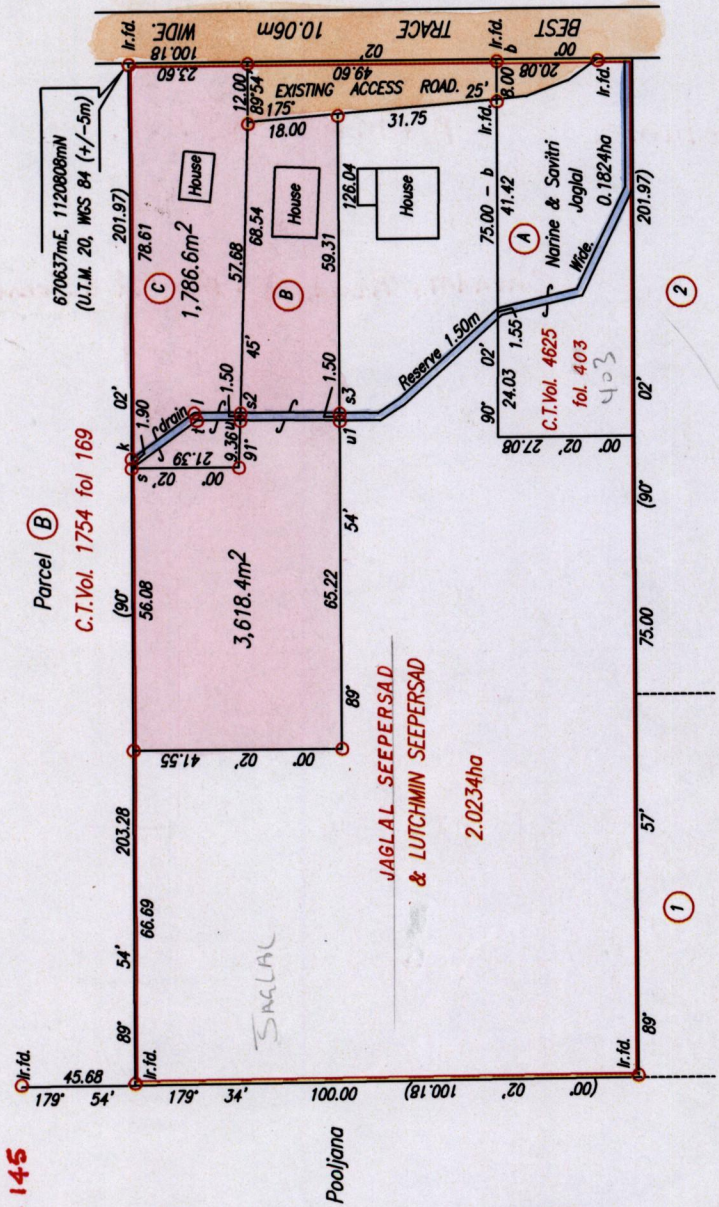 145
Parcel B
C.T.Vol. 1754 fol 169
670637mE, 1120808mN
(U.T.M. 20, WGS 84 (+/-5m)
179° 54'
45.68
Ir.fd.
89° 54' 203.28 (90° 02' 201.97)
66.69 56.08 78.61
s k 1.90
drain
t l
Ir.fd.
23.60
100.18
WIDE.
10.06m
TRACE
BEST
C
1,786.6m²
House
00° 02'
21.39
9.36
91° 45'
u
1.50
s2
57.68
68.54
12.00
89°54'
175° 25'
18.00
EXISTING ACCESS ROAD.
02'
49.60
B
House
3,618.4m²
41.55
00° 02'
89° 54'
65.22
u1
1.50
s3
59.31
126.04
31.75
House
179° 34'
100.00
(00° 02' 100.18)
Pooljana
JAGLAL
JAGLAL SEEPERSAD
& LUTCHMIN SEEPERSAD
2.0234ha
Reserve 1.50m Wide.
90° 02' 75.00 - b
24.03 1.55 41.42
Ir.fd.
8.00
b
Ir.fd.
00°
20.08
Ir.fd.
A
Narine & Savitri
Jaglal
0.1824ha
C.T.Vol. 4625
fol. 403
403
00° 02'
27.08
Ir.fd.
89° 57' 75.00 (90° 02' 201.97)
1
2